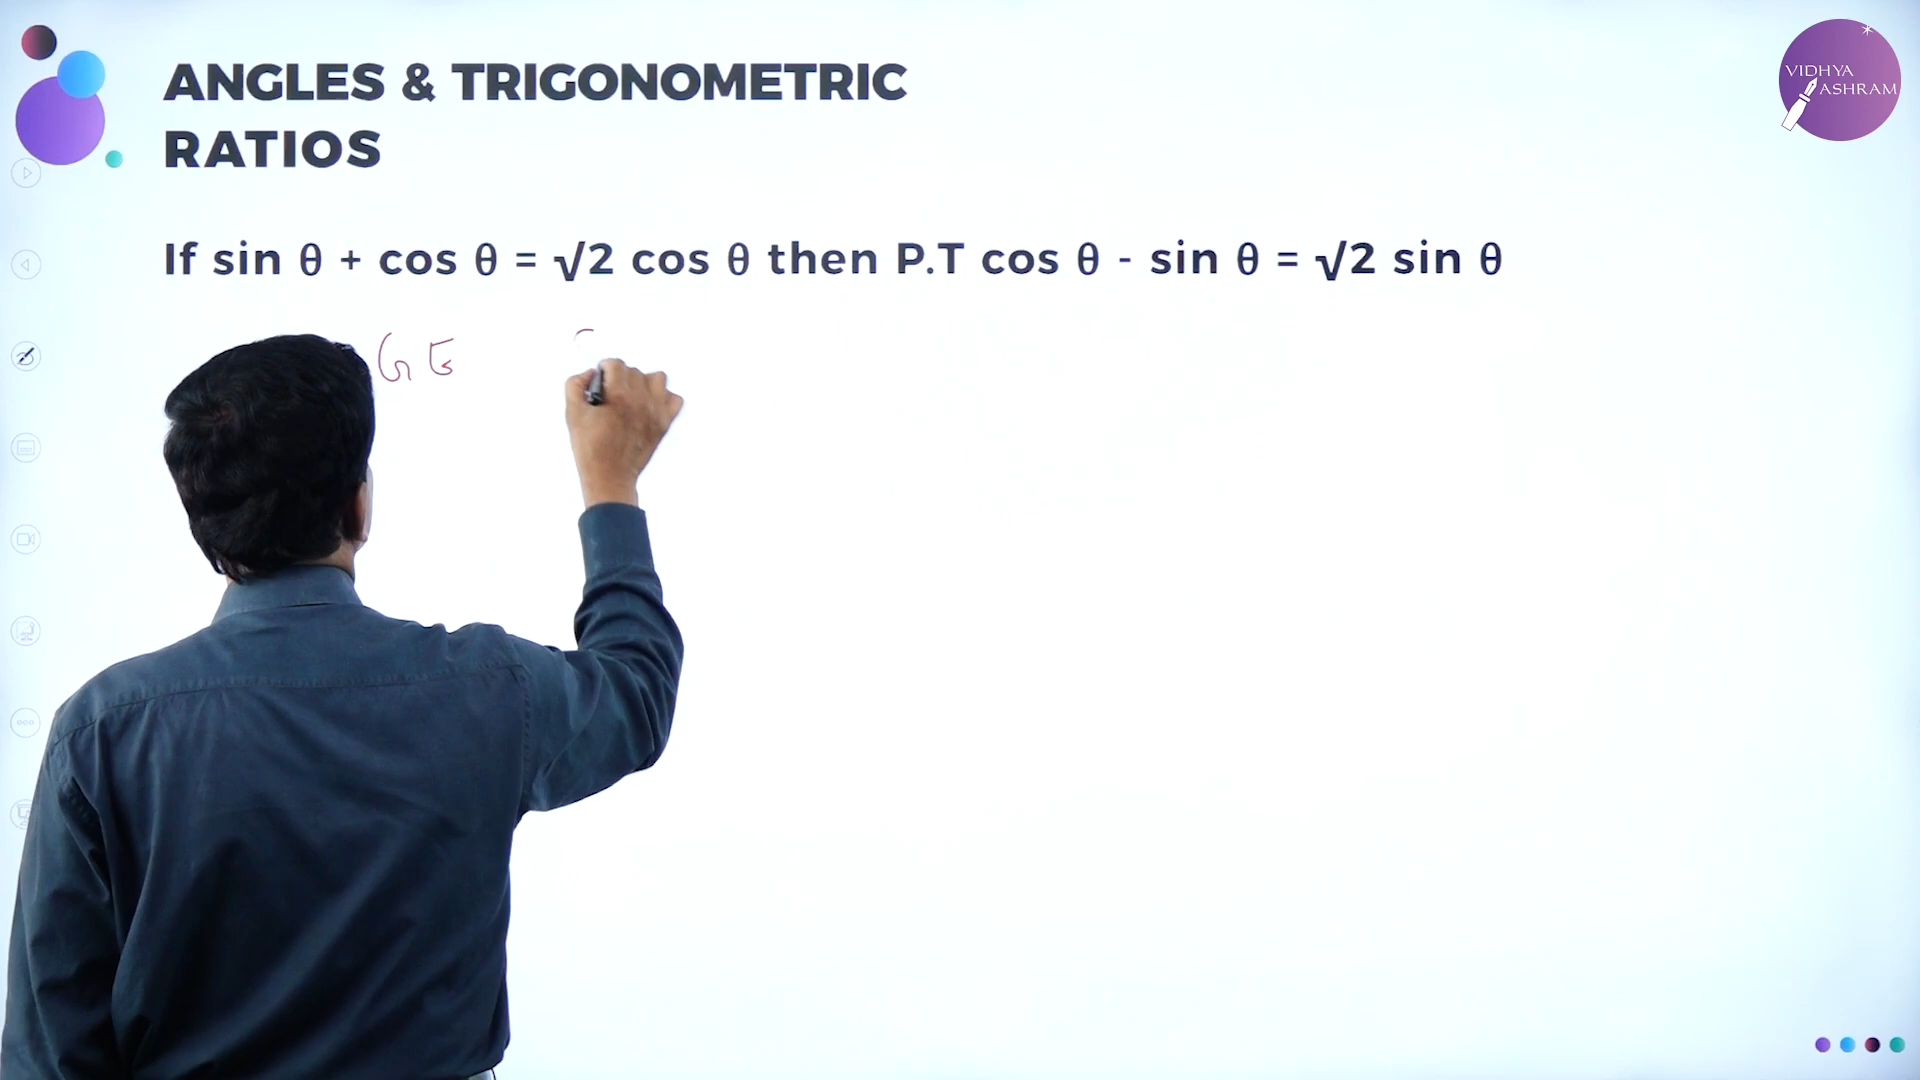 ANGLES & TRIGONOMETRIC
RATIOS
VIDHYA
ASHRAM
If sin θ + cos θ = √2 cos θ then P.T cos θ - sin θ = √2 sin θ